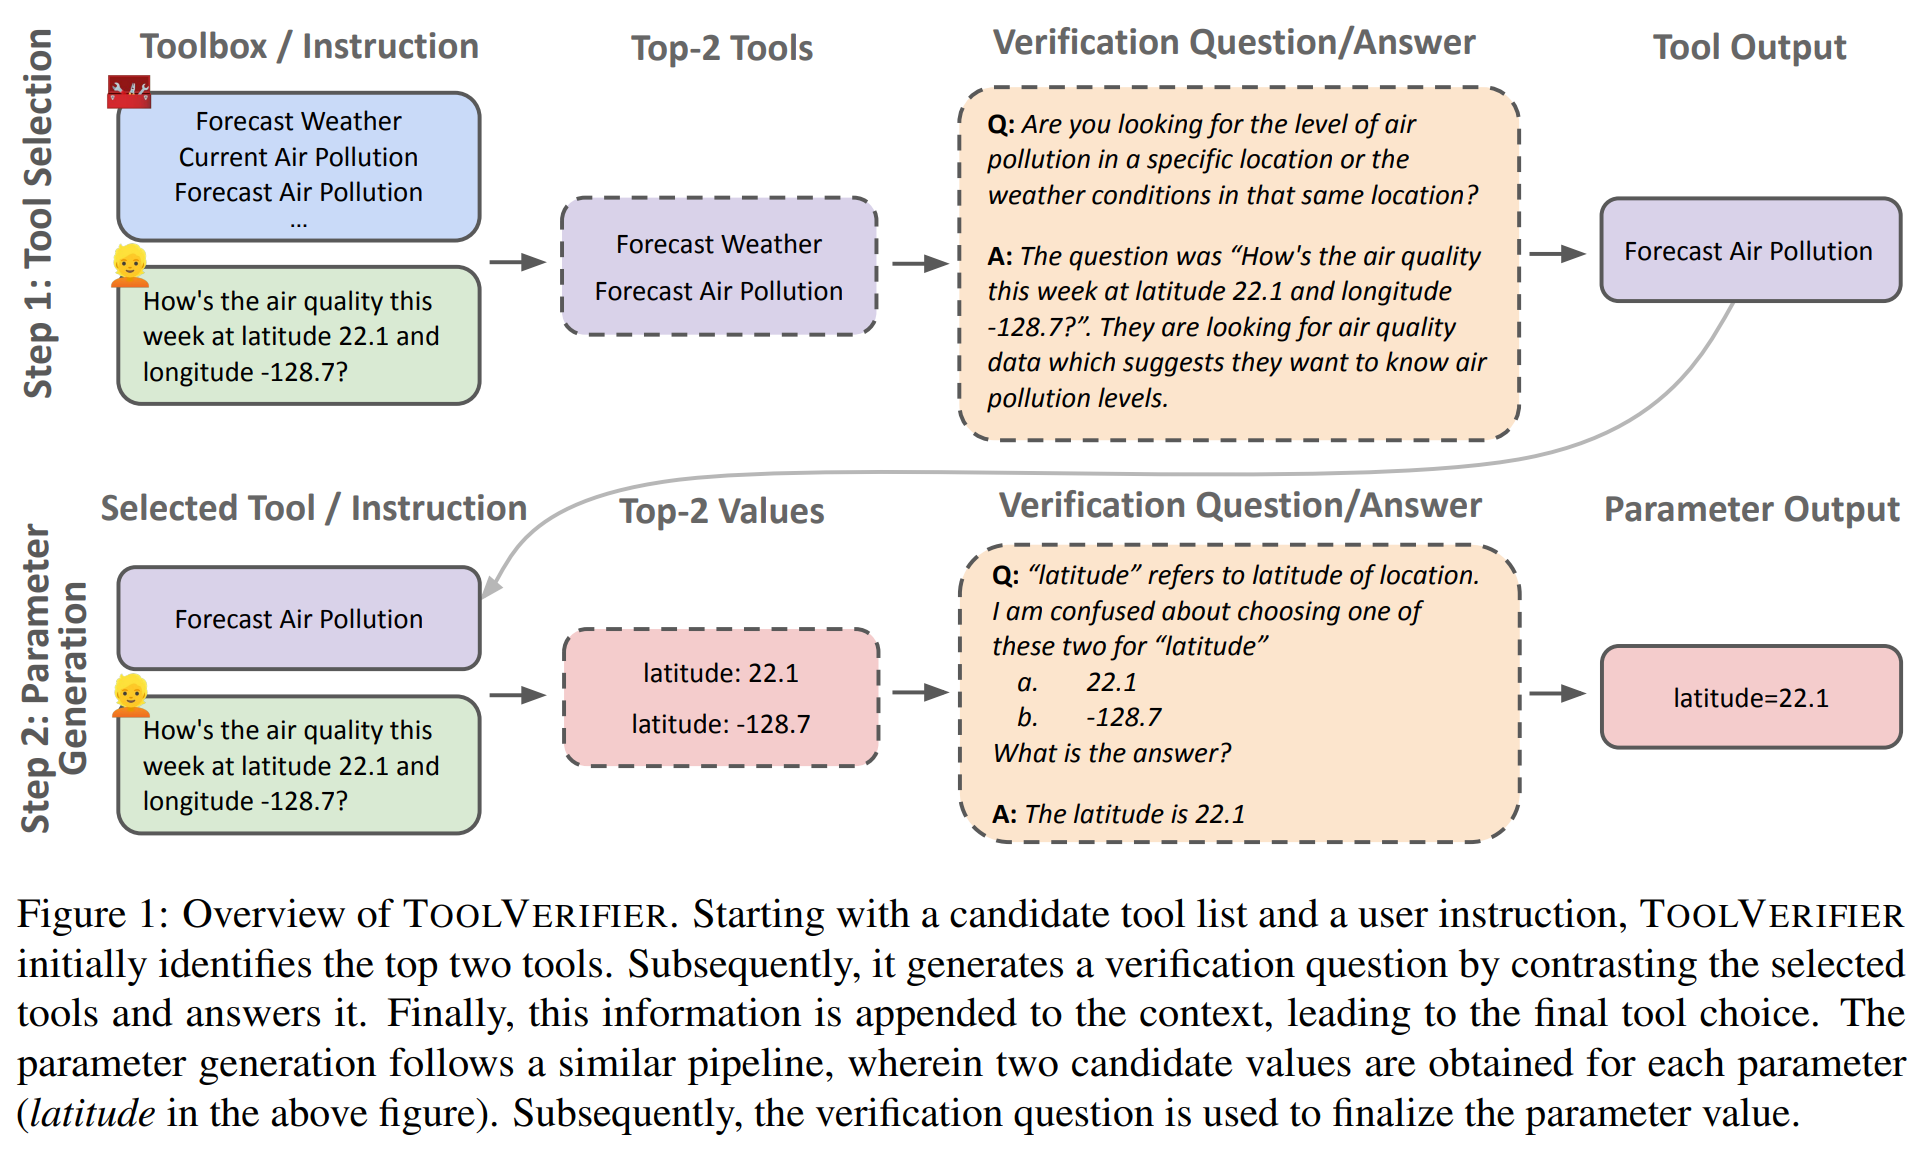 Step 1: Tool Selection
Toolbox / Instruction
Forecast Weather
Current Air Pollution
Forecast Air Pollution
...
How's the air quality this
week at latitude 22.1 and
longitude -128.7?
Top-2 Tools
Forecast Weather
Forecast Air Pollution
Verification Question/Answer
Q: Are you looking for the level of air
pollution in a specific location or the
weather conditions in that same location?
A: The question was “How's the air quality
this week at latitude 22.1 and longitude
-128.7?”. They are looking for air quality
data which suggests they want to know air
pollution levels.
Tool Output
Forecast Air Pollution
Step 2: Parameter
Generation
Selected Tool / Instruction
Forecast Air Pollution
How's the air quality this
week at latitude 22.1 and
longitude -128.7?
Top-2 Values
latitude: 22.1
latitude: -128.7
Verification Question/Answer
Q: “latitude” refers to latitude of location.
I am confused about choosing one of
these two for “latitude”
a. 22.1
b. -128.7
What is the answer?
A: The latitude is 22.1
Parameter Output
latitude=22.1
Figure 1: Overview of TOOLVERIFIER. Starting with a candidate tool list and a user instruction, TOOLVERIFIER
initially identifies the top two tools. Subsequently, it generates a verification question by contrasting the selected
tools and answers it. Finally, this information is appended to the context, leading to the final tool choice. The
parameter generation follows a similar pipeline, wherein two candidate values are obtained for each parameter
(latitude in the above figure). Subsequently, the verification question is used to finalize the parameter value.